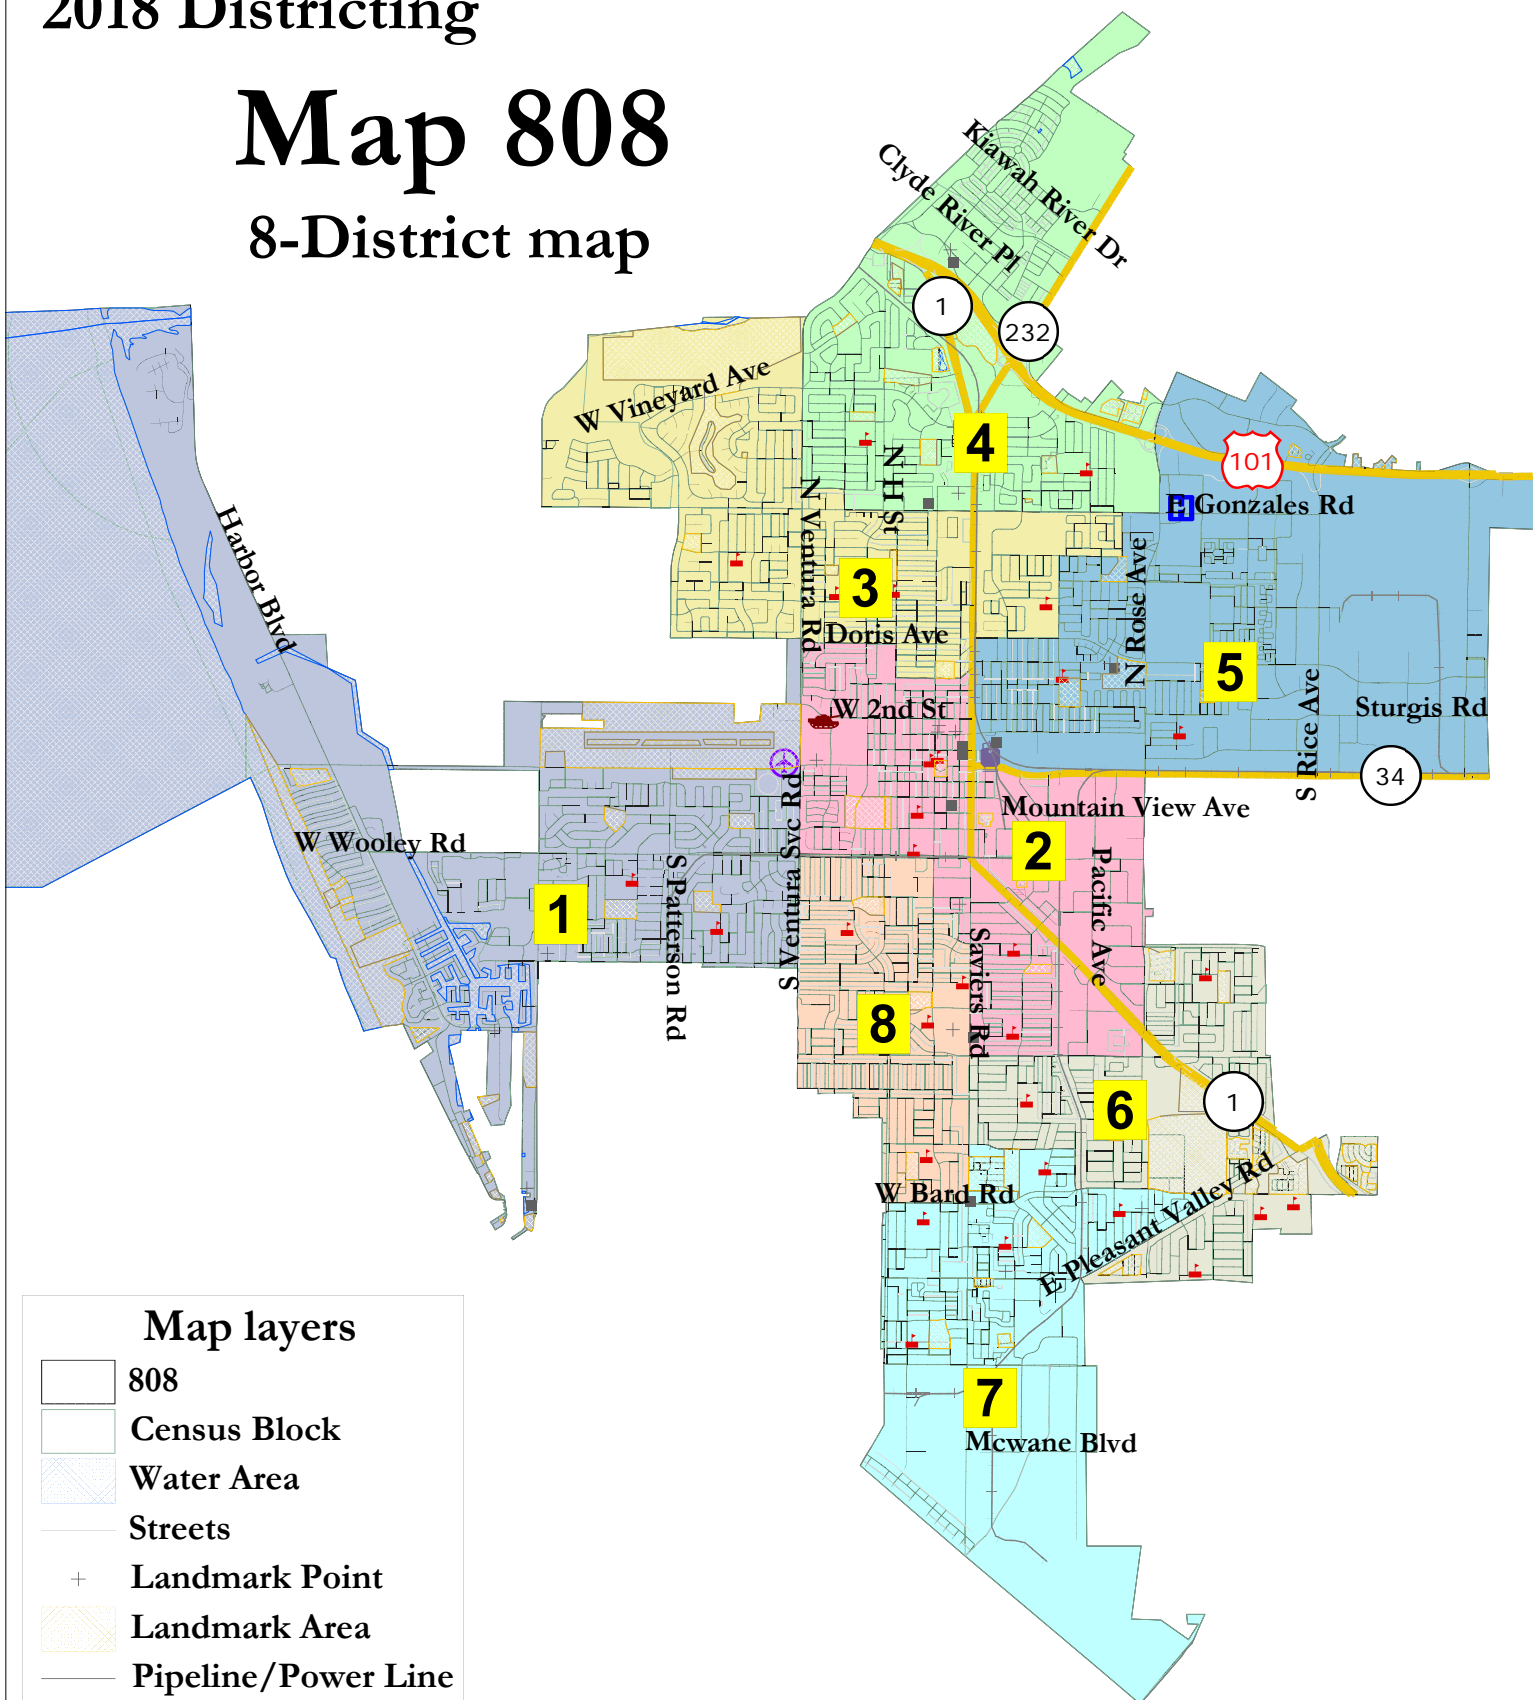 2018 Districting
Map 808
8-District map
Kiawah River Dr
Clyde River Pl
1
232
W Vineyard Ave
4
101
N H St
E Gonzales Rd
H
N Ventura Rd
Harbor Blvd
N Rose Ave
3
Doris Ave
5
W 2nd St
S Rice Ave
Sturgis Rd
34
Mountain View Ave
S Ventura Svc Rd
W Wooley Rd
2
Pacific Ave
S Patterson Rd
1
Saviers Rd
8
6
1
W Bard Rd
E Pleasant Valley Rd
7
Mcwane Blvd
Map layers
808
Census Block
Water Area
Streets
Landmark Point
Landmark Area
Pipeline/Power Line